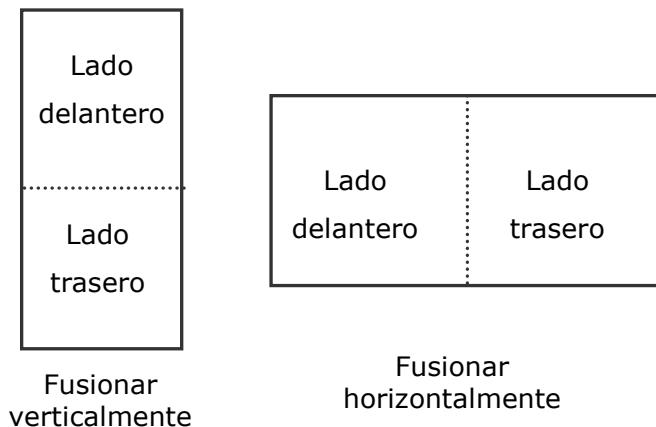 Lado
delantero
Lado
trasero
Fusionar
verticalmente
Lado
delantero
Lado
trasero
Fusionar
horizontalmente